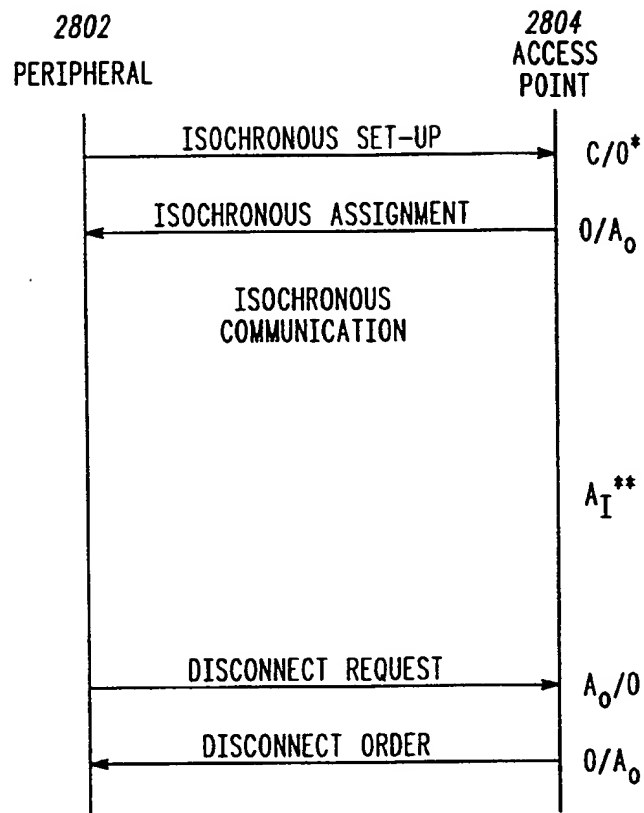 2802
PERIPHERAL
2804
ACCESS
POINT
ISOCHRONOUS SET-UP
C/0*
ISOCHRONOUS ASSIGNMENT
0/A₀
ISOCHRONOUS
COMMUNICATION
A_I**
DISCONNECT REQUEST
A₀/0
DISCONNECT ORDER
0/A₀